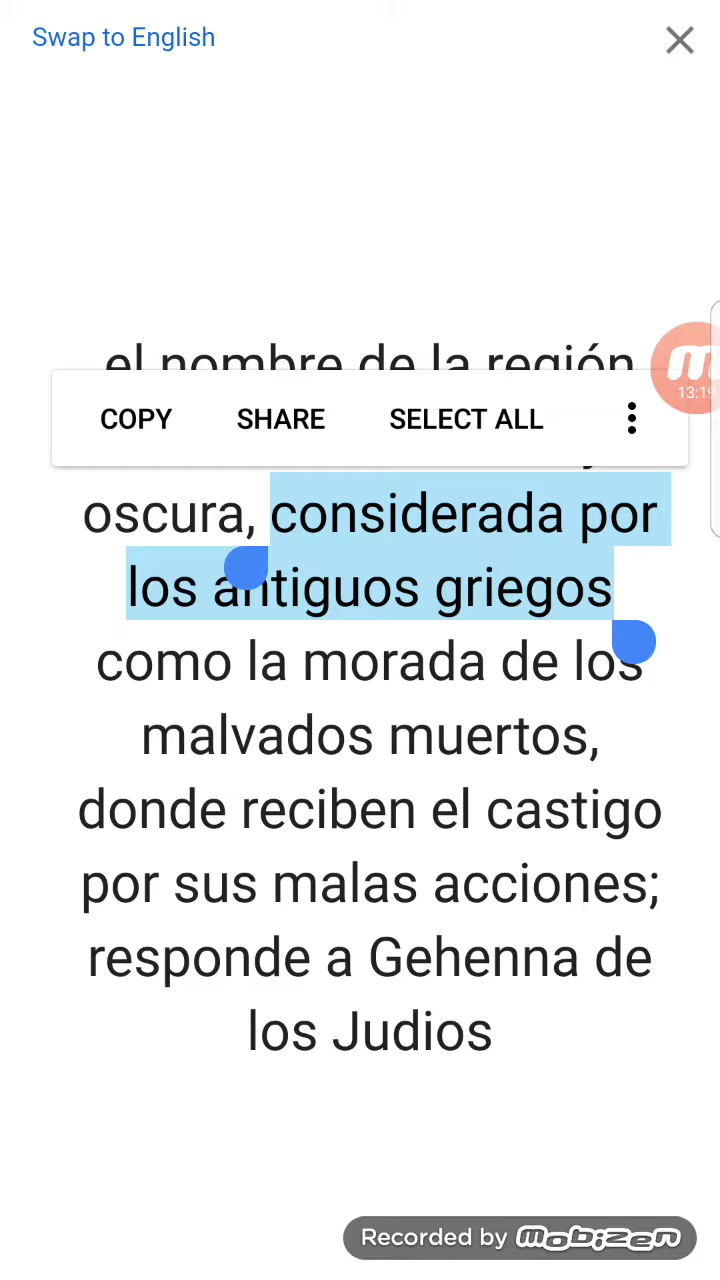 Swap to English
el nombre de la región
13:19
COPY SHARE SELECT ALL
oscura, considerada por
los antiguos griegos
como la morada de los
malvados muertos,
donde reciben el castigo
por sus malas acciones;
responde a Gehenna de
los Judios
Recorded by mobizen